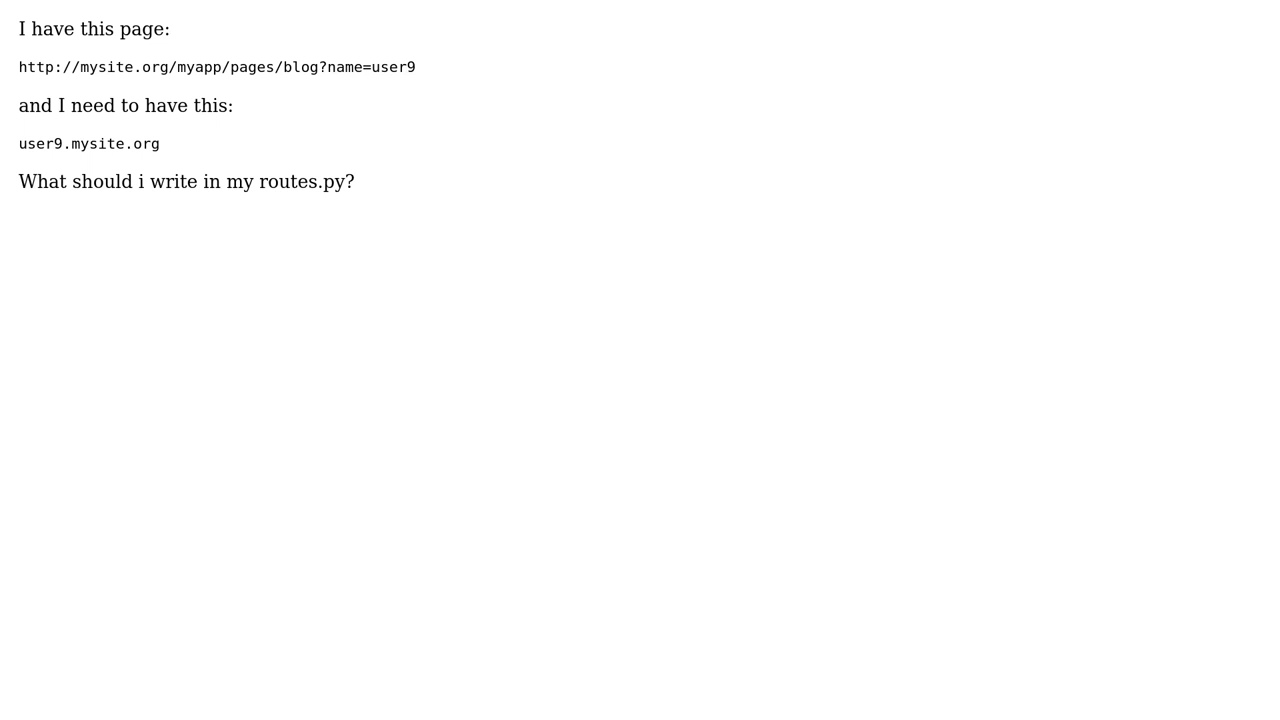 I have this page:
http://mysite.org/myapp/pages/blog?name=user9
and I need to have this:
user9.mysite.org
What should i write in my routes.py?